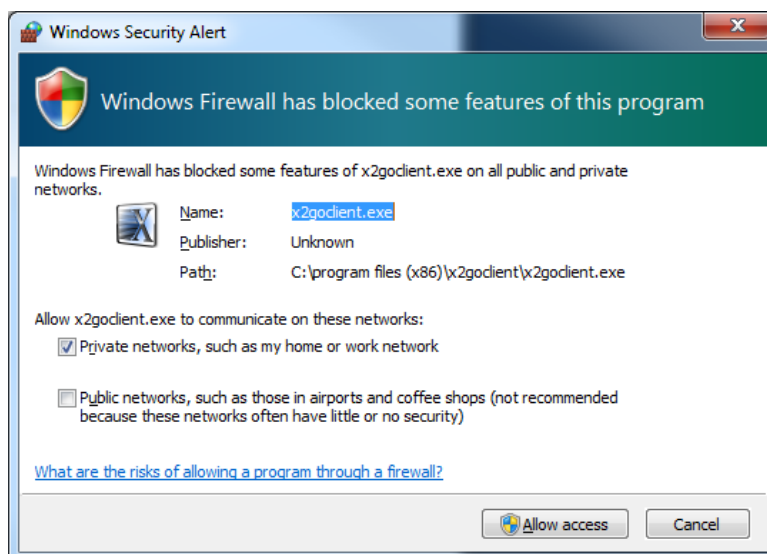 Windows Security Alert
Windows Firewall has blocked some features of this program
Windows Firewall has blocked some features of x2goclient.exe on all public and private
networks.
Name: x2goclient.exe
Publisher: Unknown
Path: C:\program files (x86)\x2goclient\x2goclient.exe
Allow x2goclient.exe to communicate on these networks:
Private networks, such as my home or work network
Public networks, such as those in airports and coffee shops (not recommended
because these networks often have little or no security)
What are the risks of allowing a program through a firewall?
Allow access Cancel